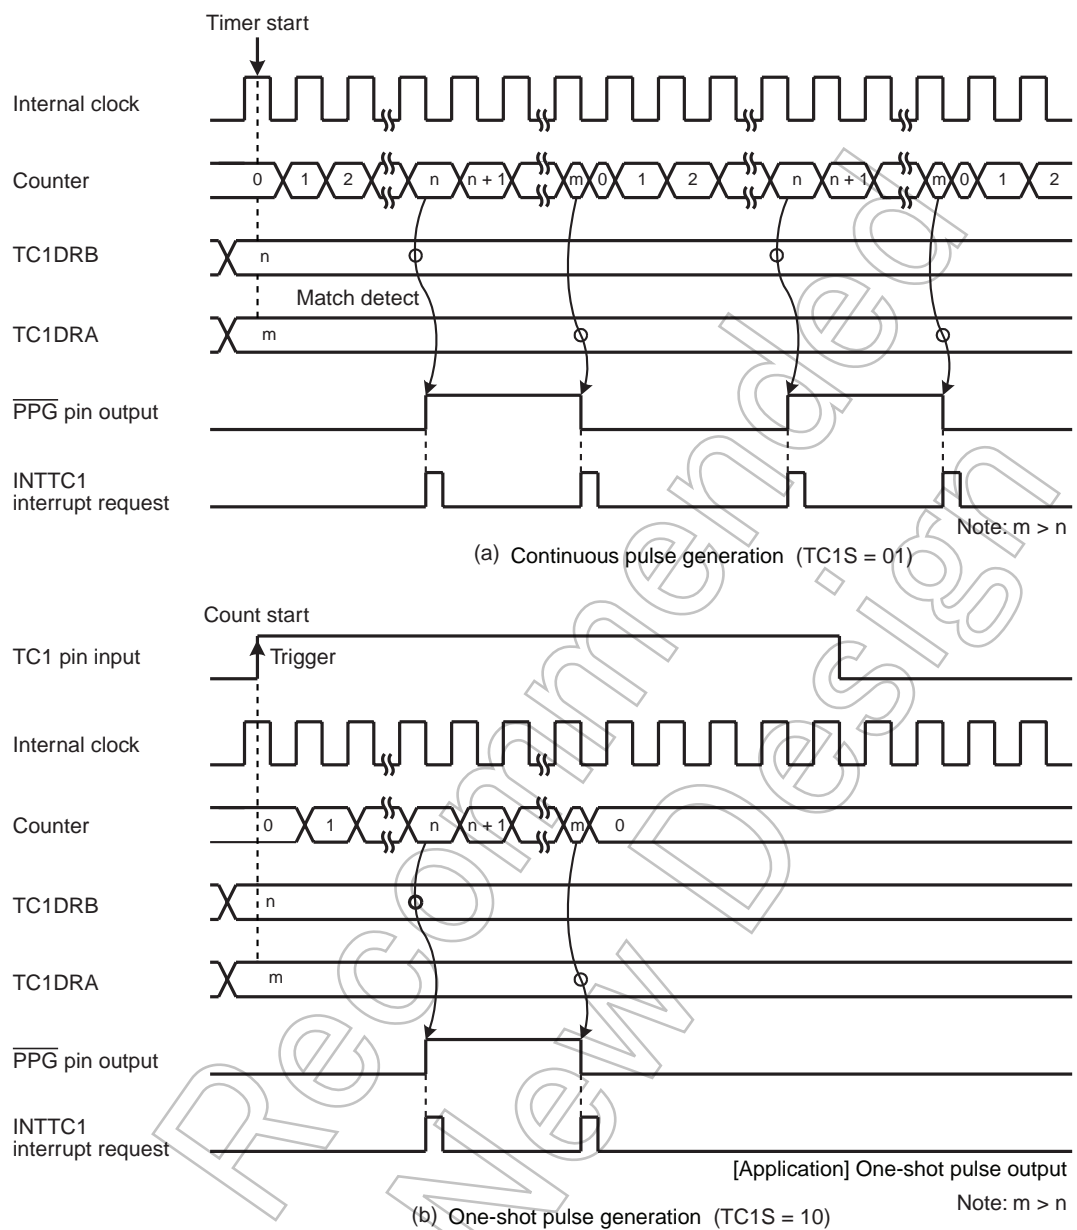 Timer start
Internal clock
Counter 0 1 2 n n + 1 m 0 1 2 n n + 1 m 0 1 2
TC1DRB n
Match detect
TC1DRA m
PPG pin output
INTTC1
interrupt request
Note: m > n
(a) Continuous pulse generation (TC1S = 01)
Count start
TC1 pin input Trigger
Internal clock
Counter 0 1 n n + 1 m 0
TC1DRB n
TC1DRA m
PPG pin output
INTTC1
interrupt request
[Application] One-shot pulse output
Note: m > n
(b) One-shot pulse generation (TC1S = 10)
Recommended
New Design